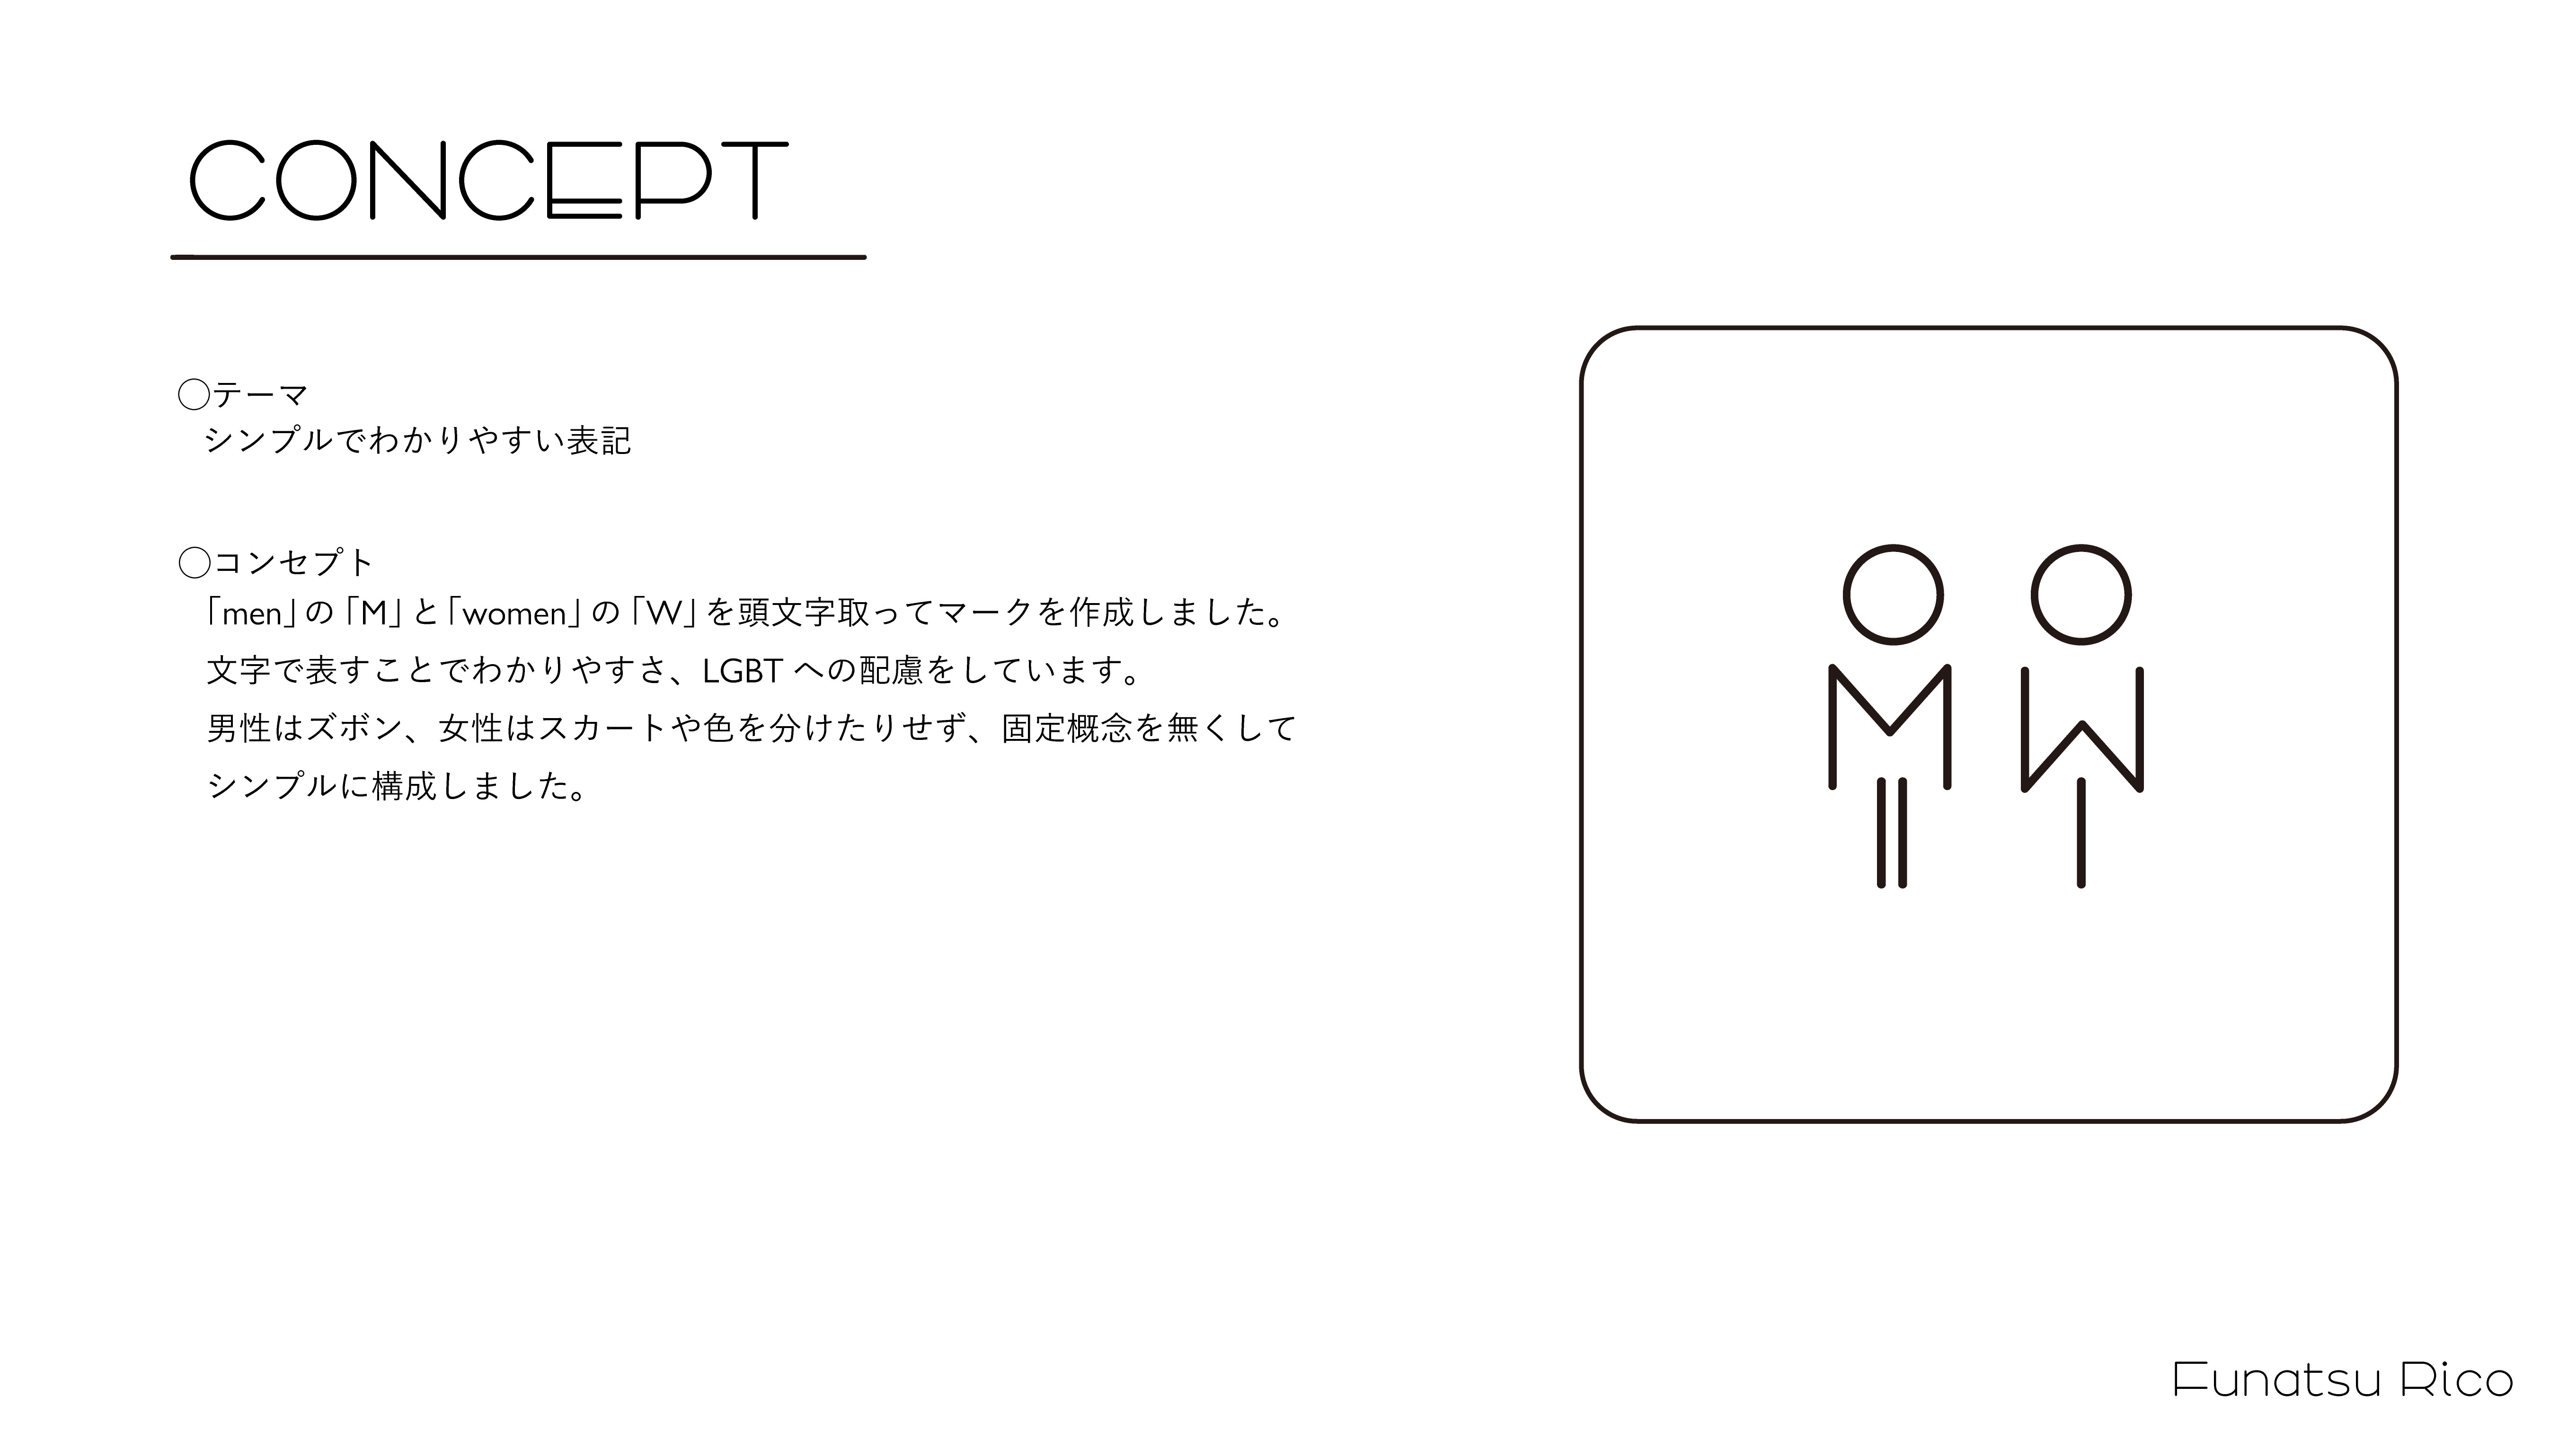 CONCEPT
◯テーマ
シンプルでわかりやすい表記
◯コンセプト
「men」の「M」と「women」の「W」を頭文字取ってマークを作成しました。
文字で表すことでわかりやすさ、LGBT への配慮をしています。
男性はズボン、女性はスカートや色を分けたりせず、固定概念を無くして
シンプルに構成しました。
M W
Funatsu Rico